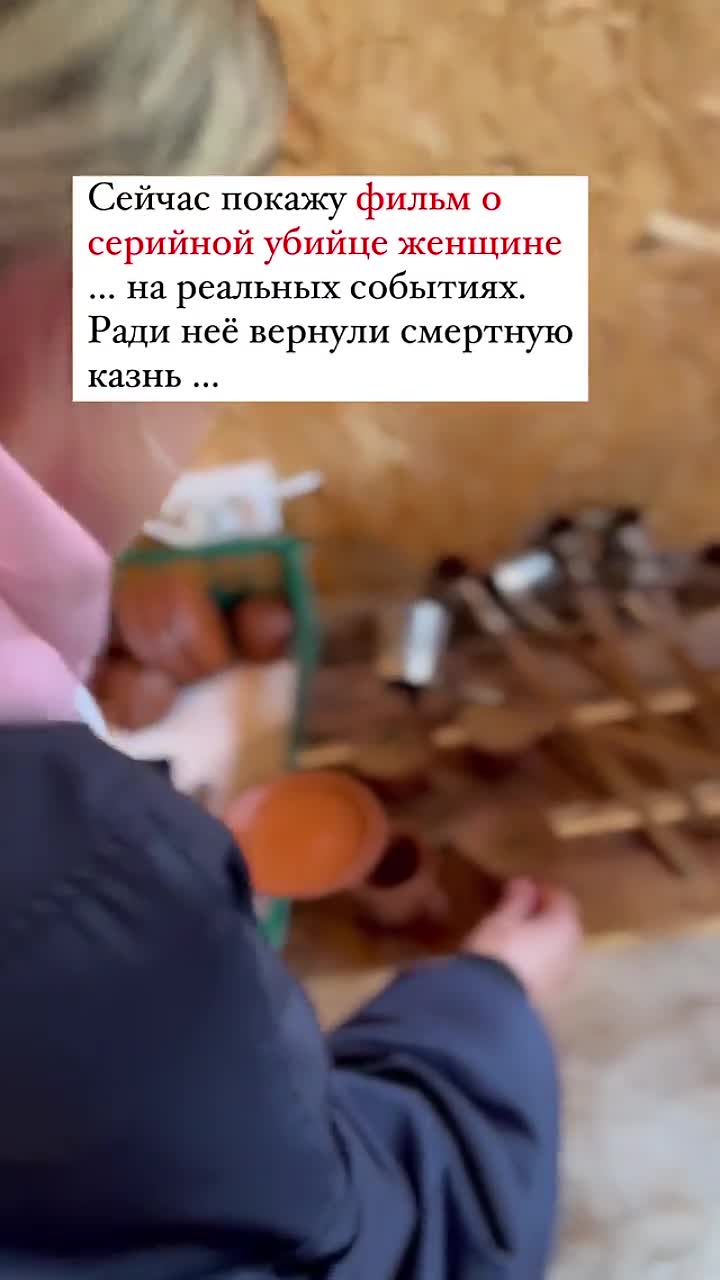 Сейчас покажу фильм о
серийной убийце женщине
... на реальных событиях.
Ради неё вернули смертную
казнь ...